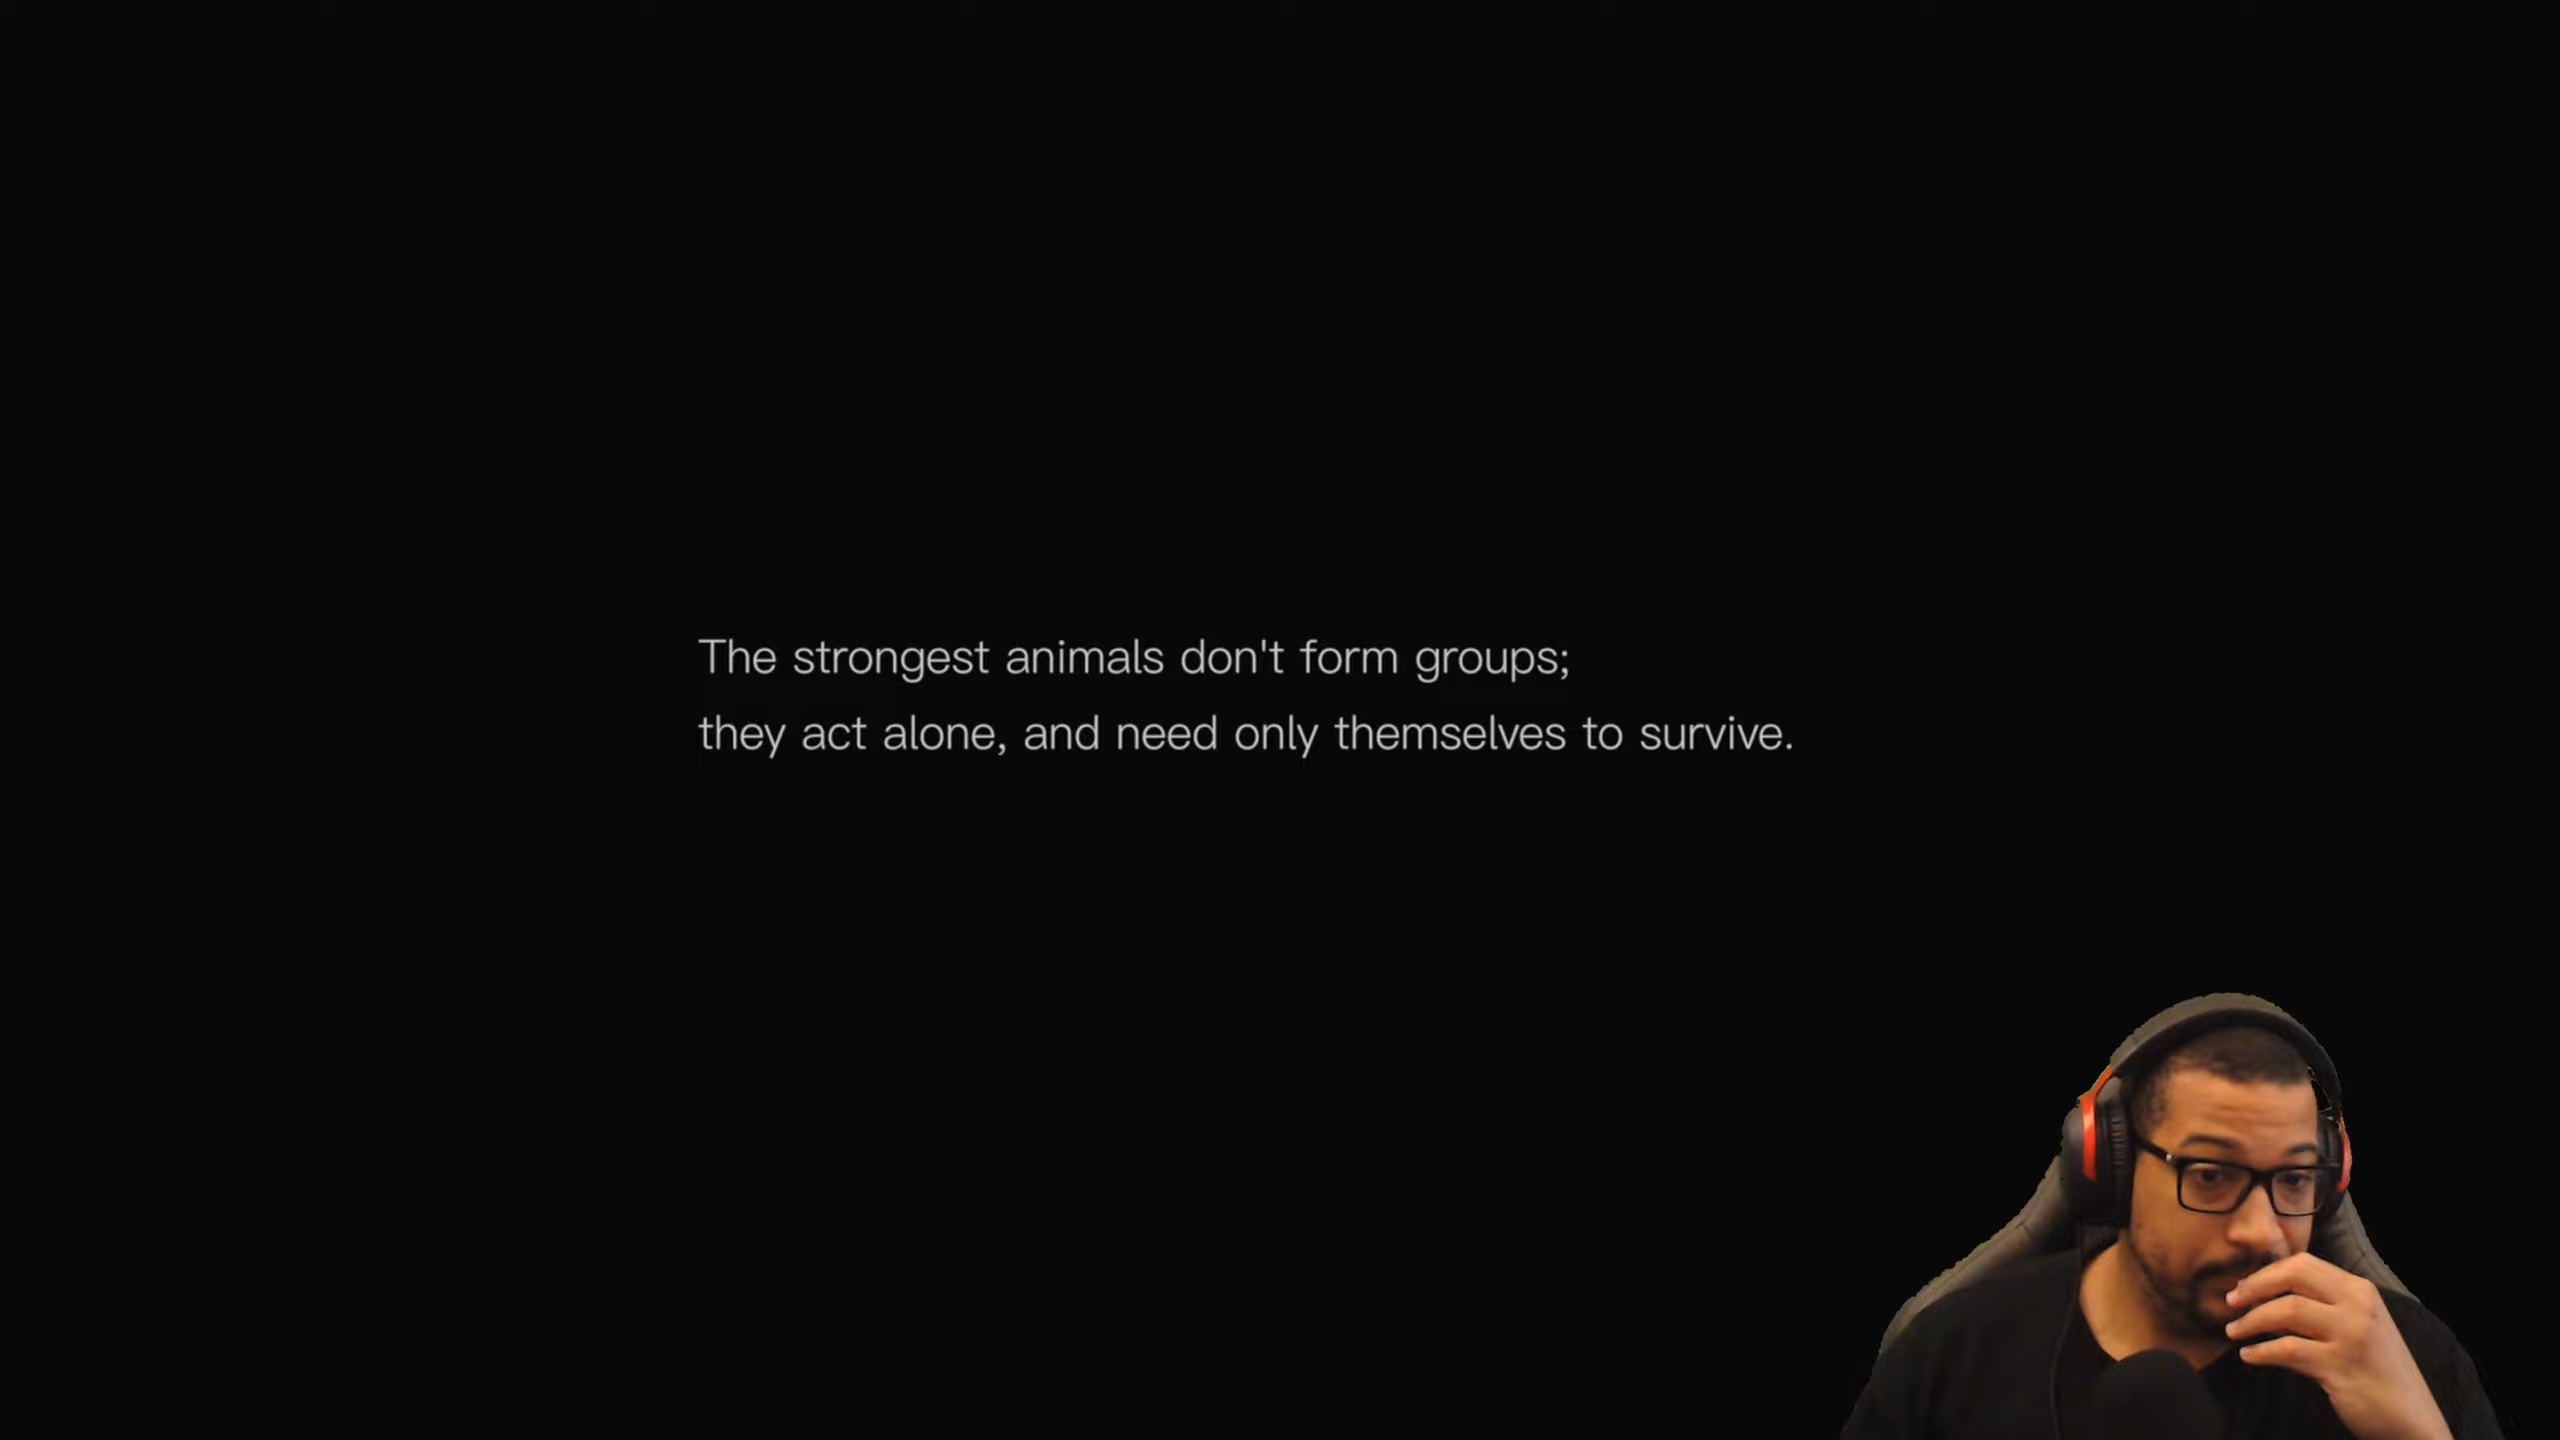 The strongest animals don't form groups;
they act alone, and need only themselves to survive.